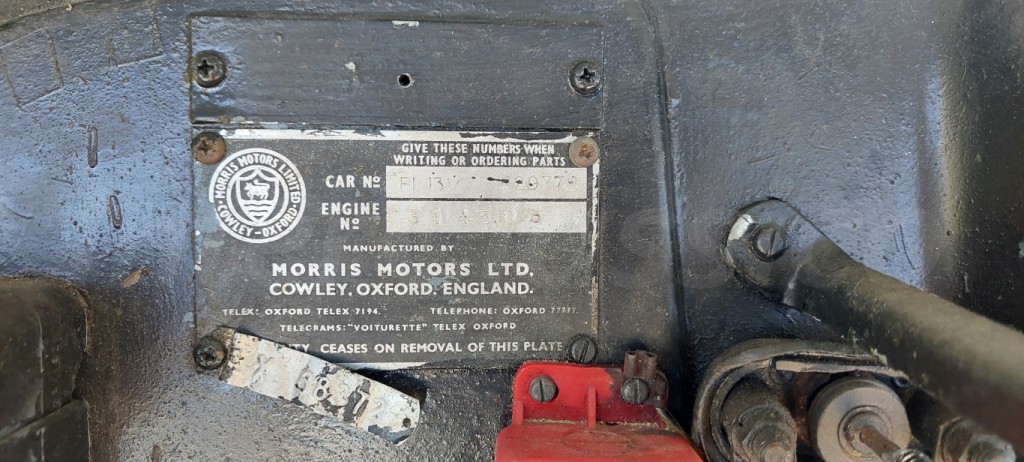 GIVE THESE NUMBERS WHEN
WRITING OR ORDERING PARTS
MORRIS MOTORS LIMITED
COWLEY-OXFORD
CAR Nº
ENGINE
Nº
MANUFACTURED BY
MORRIS MOTORS LTD,
COWLEY, OXFORD. ENGLAND.
TELEX: OXFORD TELEX 7194. TELEPHONE: OXFORD 77777.
TELEGRAMS: "VOITURETTE" TELEX OXFORD
CEASES ON REMOVAL OF THIS PLATE